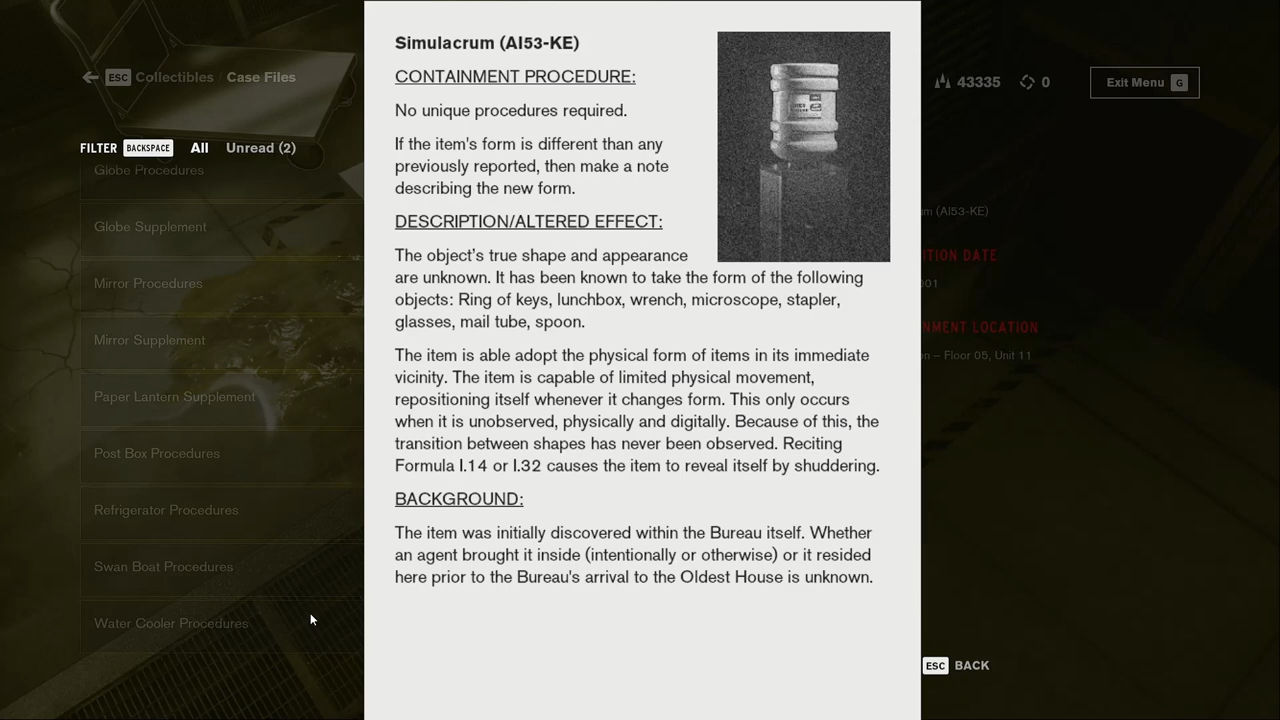 ← ESC Collectibles / Case Files
43335 0 Exit Menu G
FILTER BACKSPACE All Unread (2)
Globe Procedures
Globe Supplement
Mirror Procedures
Mirror Supplement
Paper Lantern Supplement
Post Box Procedures
Refrigerator Procedures
Swan Boat Procedures
Water Cooler Procedures
Simulacrum (AI53-KE)
CONTAINMENT PROCEDURE:
No unique procedures required.
If the item's form is different than any
previously reported, then make a note
describing the new form.
DESCRIPTION/ALTERED EFFECT:
The object's true shape and appearance
are unknown. It has been known to take the form of the following
objects: Ring of keys, lunchbox, wrench, microscope, stapler,
glasses, mail tube, spoon.
The item is able adopt the physical form of items in its immediate
vicinity. The item is capable of limited physical movement,
repositioning itself whenever it changes form. This only occurs
when it is unobserved, physically and digitally. Because of this, the
transition between shapes has never been observed. Reciting
Formula I.14 or I.32 causes the item to reveal itself by shuddering.
BACKGROUND:
The item was initially discovered within the Bureau itself. Whether
an agent brought it inside (intentionally or otherwise) or it resided
here prior to the Bureau's arrival to the Oldest House is unknown.
(AI53-KE)
DATE
LOCATION
– Floor 05, Unit 11
ESC BACK